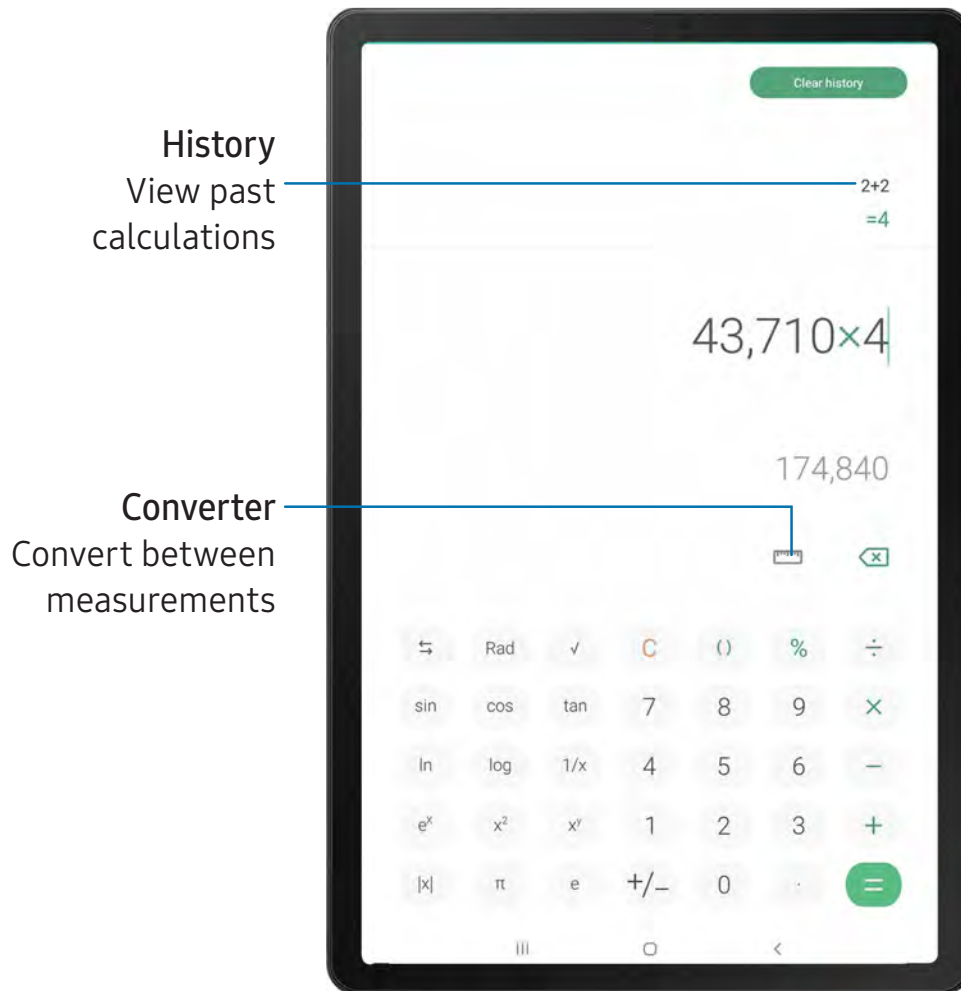 Clear history
History
View past
calculations
2+2
=4
43,710×4
174,840
Converter
Convert between
measurements
⇆ Rad √ C () % ÷
sin cos tan 7 8 9 ×
ln log 1/x 4 5 6 −
eˣ x² xʸ 1 2 3 +
|x| π e +/− 0 . =